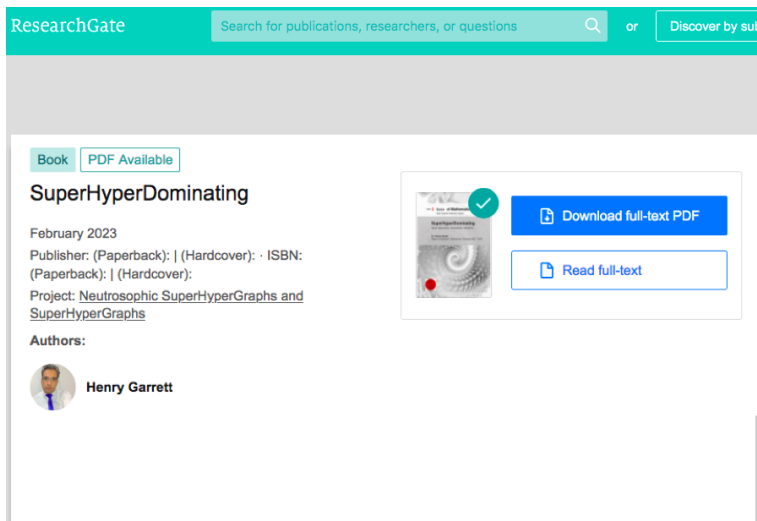 ResearchGate
Search for publications, researchers, or questions
or
Discover by sub
Book
PDF Available
SuperHyperDominating
February 2023
Publisher: (Paperback): | (Hardcover): · ISBN:
(Paperback): | (Hardcover):
Project: Neutrosophic SuperHyperGraphs and
SuperHyperGraphs
Authors:
Henry Garrett
SuperHyperDominating
Download full-text PDF
Read full-text